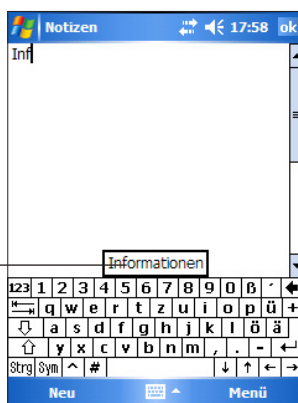 Notizen 17:58 ok
Inf
Informationen
123 1 2 3 4 5 6 7 8 9 0 ß ´
q w e r t z u i o p ü +
a s d f g h j k l ö ä
y x c v b n m , . -
Strg Sym ^ # ↓ ↑ ← →
Neu Menü